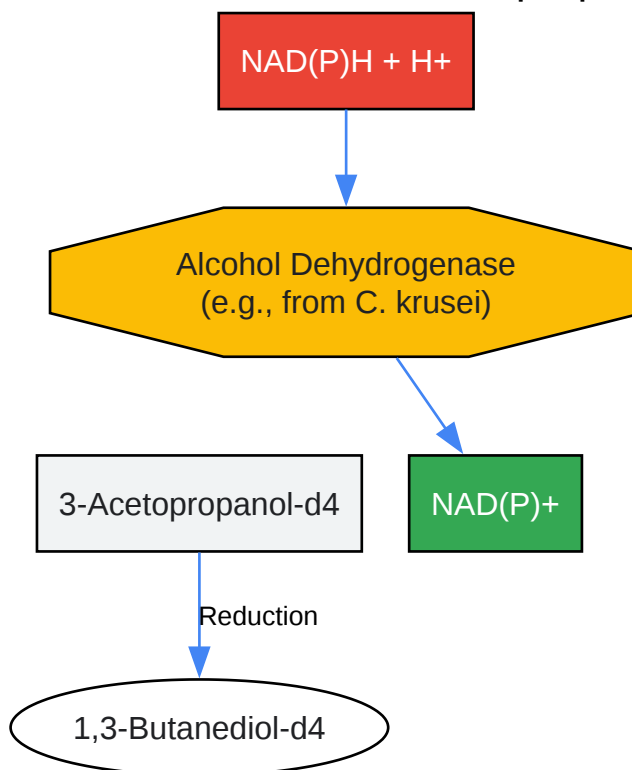 NAD(P)H + H+
Alcohol Dehydrogenase
(e.g., from C. krusei)
3-Acetopropanol-d4
NAD(P)+
Reduction
1,3-Butanediol-d4